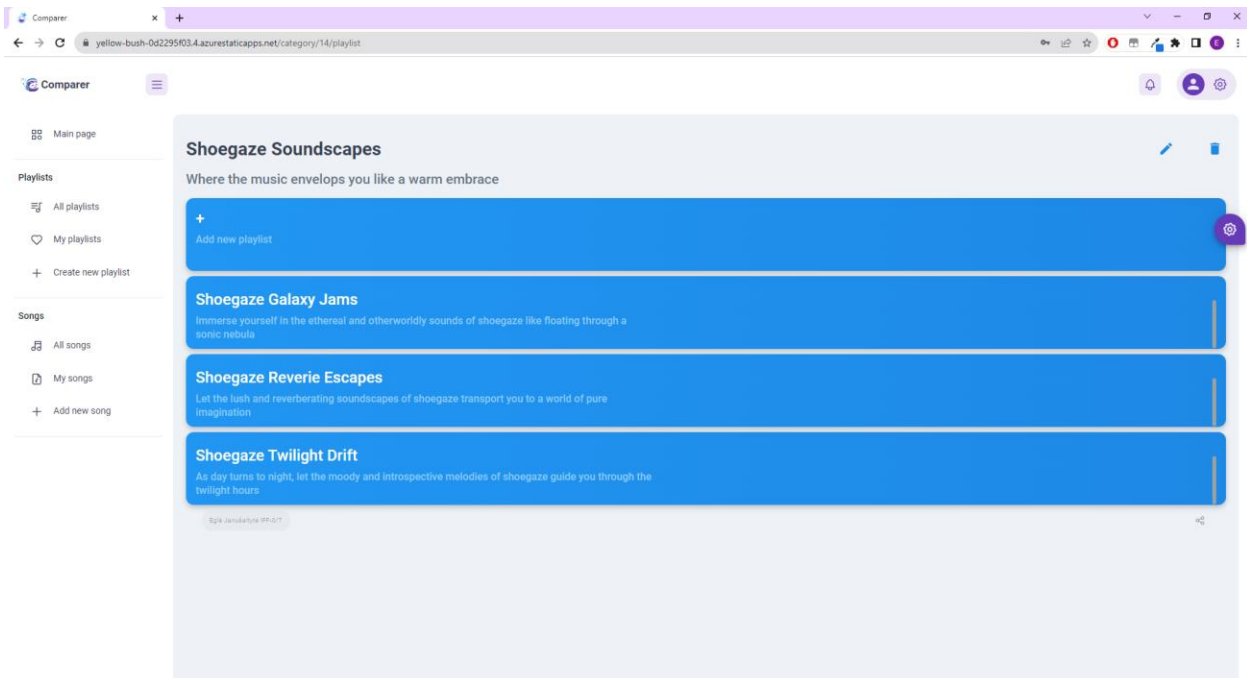 Comparer
yellow-bush-0d2295f03.4.azurestaticapps.net/category/14/playlist
Comparer
Main page
Playlists
All playlists
My playlists
Create new playlist
Songs
All songs
My songs
Add new song
Shoegaze Soundscapes
Where the music envelops you like a warm embrace
+
Add new playlist
Shoegaze Galaxy Jams
Immerse yourself in the ethereal and otherworldly sounds of shoegaze like floating through a
sonic nebula
Shoegaze Reverie Escapes
Let the lush and reverberating soundscapes of shoegaze transport you to a world of pure
imagination
Shoegaze Twilight Drift
As day turns to night, let the moody and introspective melodies of shoegaze guide you through the
twilight hours